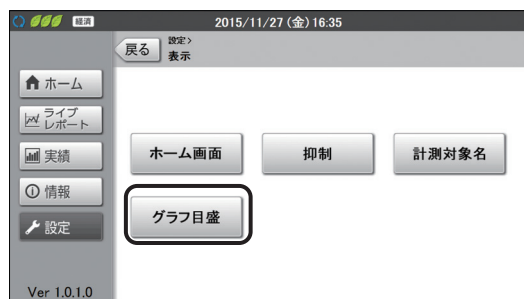 経済
2015/11/27 (金) 16:35
戻る
設定>
表示
ホーム
ライブ
レポート
実績
情報
設定
Ver 1.0.1.0
ホーム画面
抑制
計測対象名
グラフ目盛